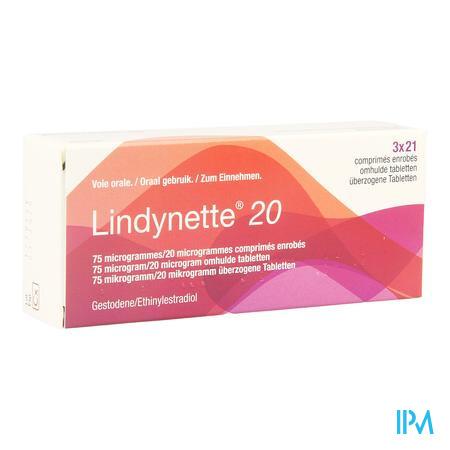 3x21
comprimés enrobés
omhulde tabletten
überzogene Tabletten
Voie orale. / Oraal gebruik. / Zum Einnehmen.
Lindynette® 20
75 microgrammes/20 microgrammes comprimés enrobés
75 microgram/20 microgram omhulde tabletten
75 mikrogramm/20 mikrogramm überzogene Tabletten
Gestodene/Ethinylestradiol
IPM